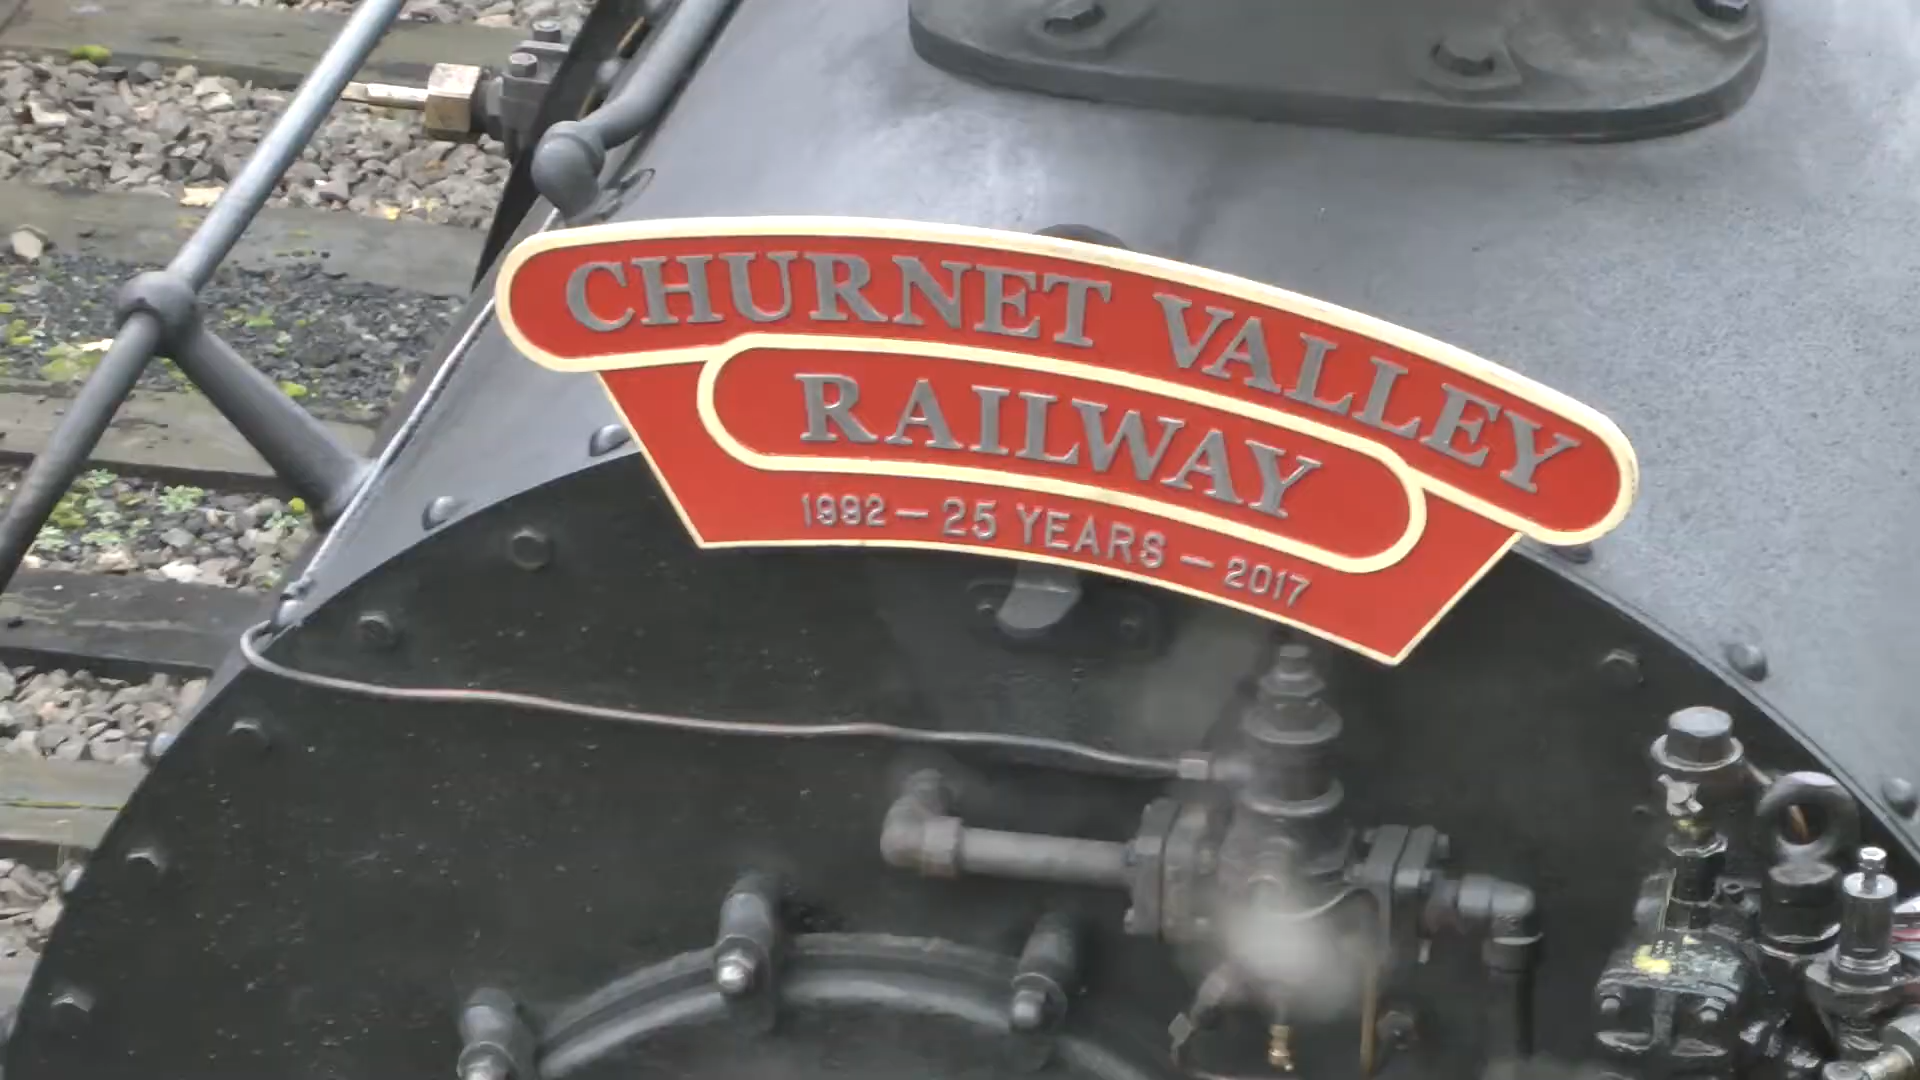 CHURNET VALLEY
RAILWAY
1992 – 25 YEARS – 2017